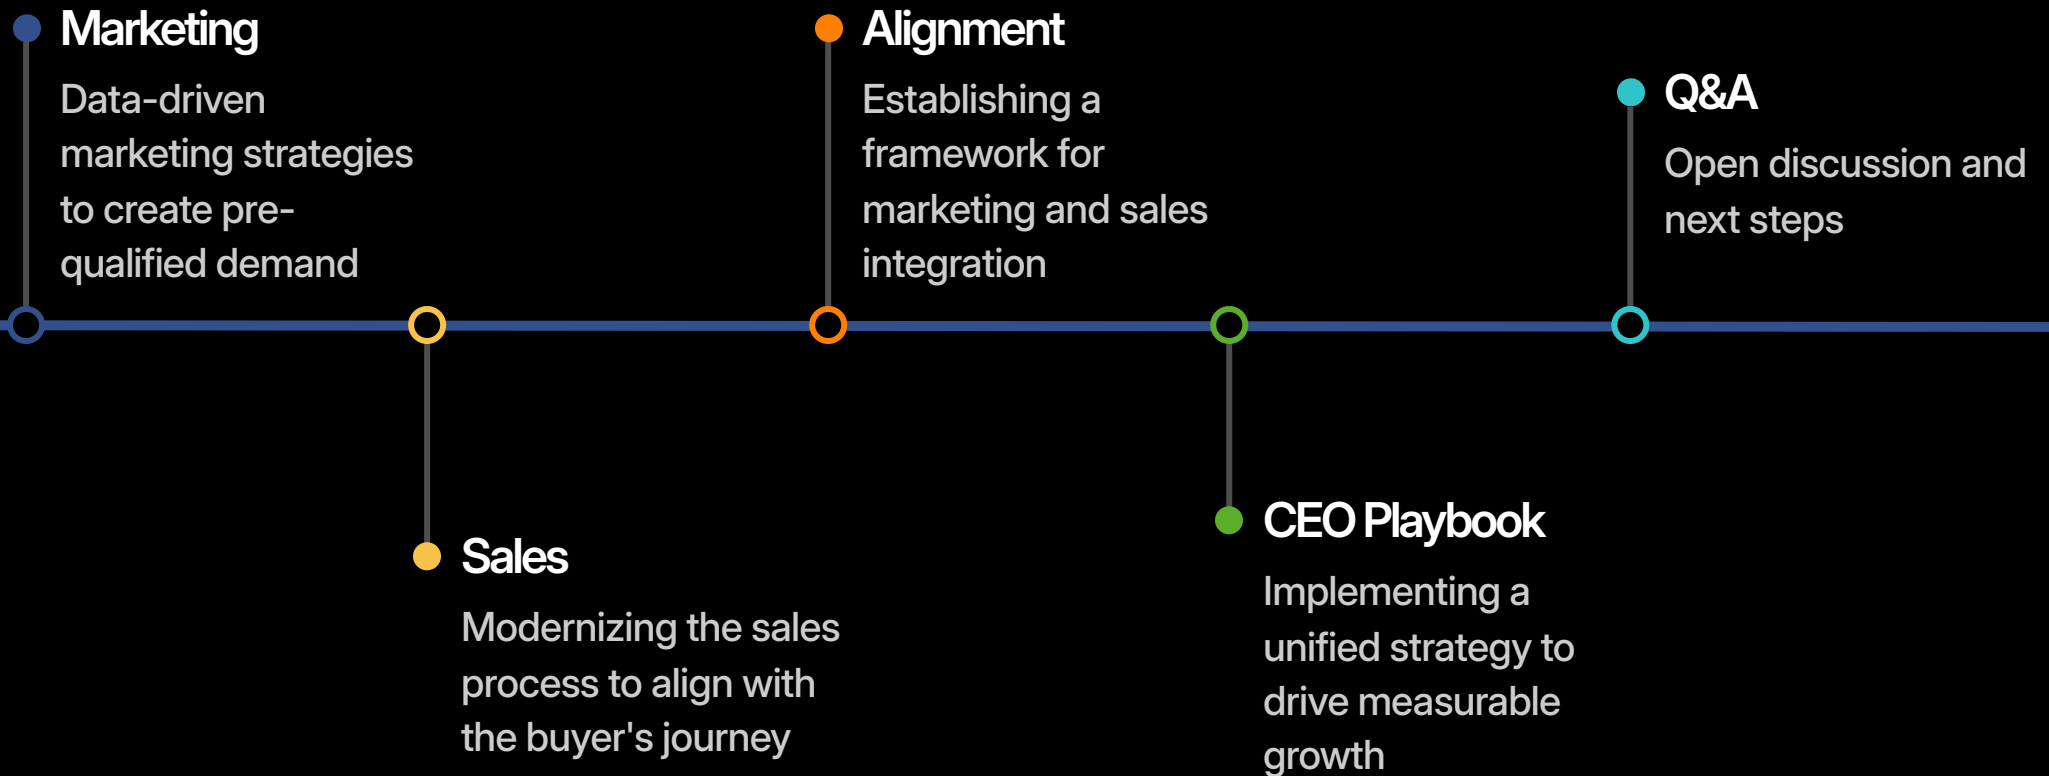 Marketing
Data-driven
marketing strategies
to create pre-
qualified demand
Sales
Modernizing the sales
process to align with
the buyer's journey
Alignment
Establishing a
framework for
marketing and sales
integration
CEO Playbook
Implementing a
unified strategy to
drive measurable
growth
Q&A
Open discussion and
next steps